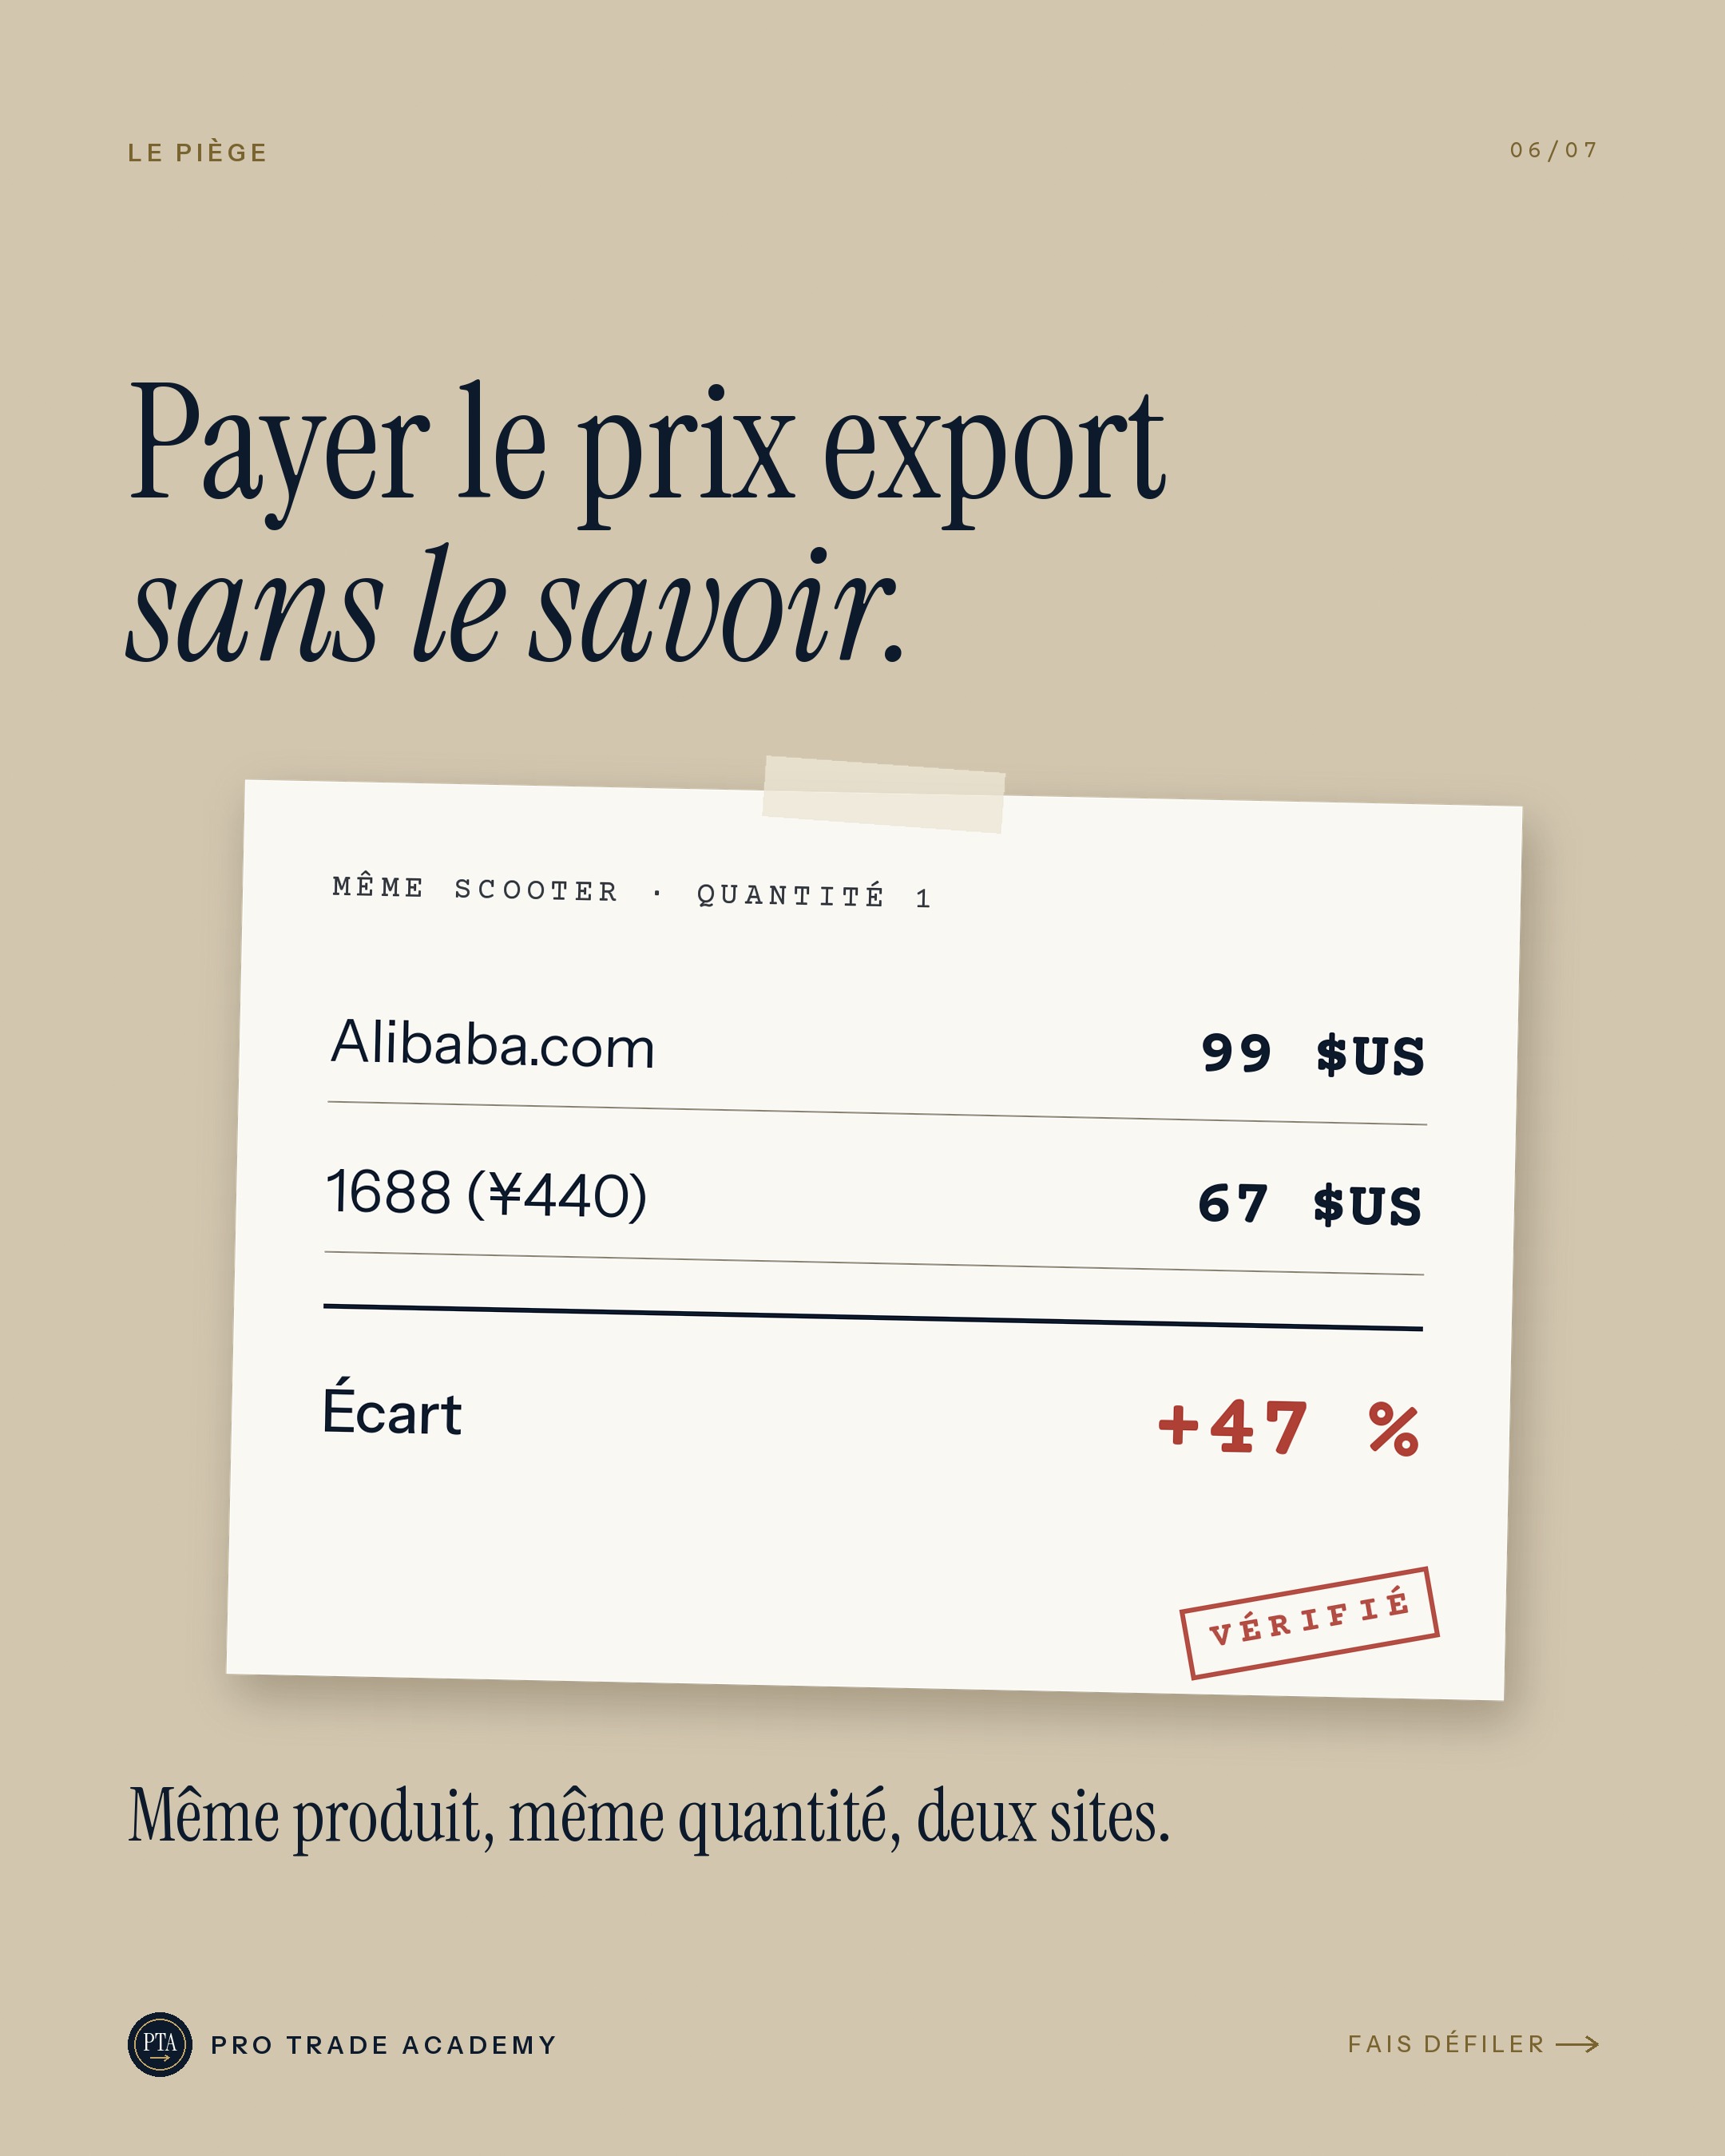 LE PIÈGE
06/07
Payer le prix export
sans le savoir.
MÊME SCOOTER · QUANTITÉ 1
Alibaba.com 99 $US
1688 (¥440) 67 $US
Écart +47 %
VÉRIFIÉ
Même produit, même quantité, deux sites.
PTA PRO TRADE ACADEMY
FAIS DÉFILER →